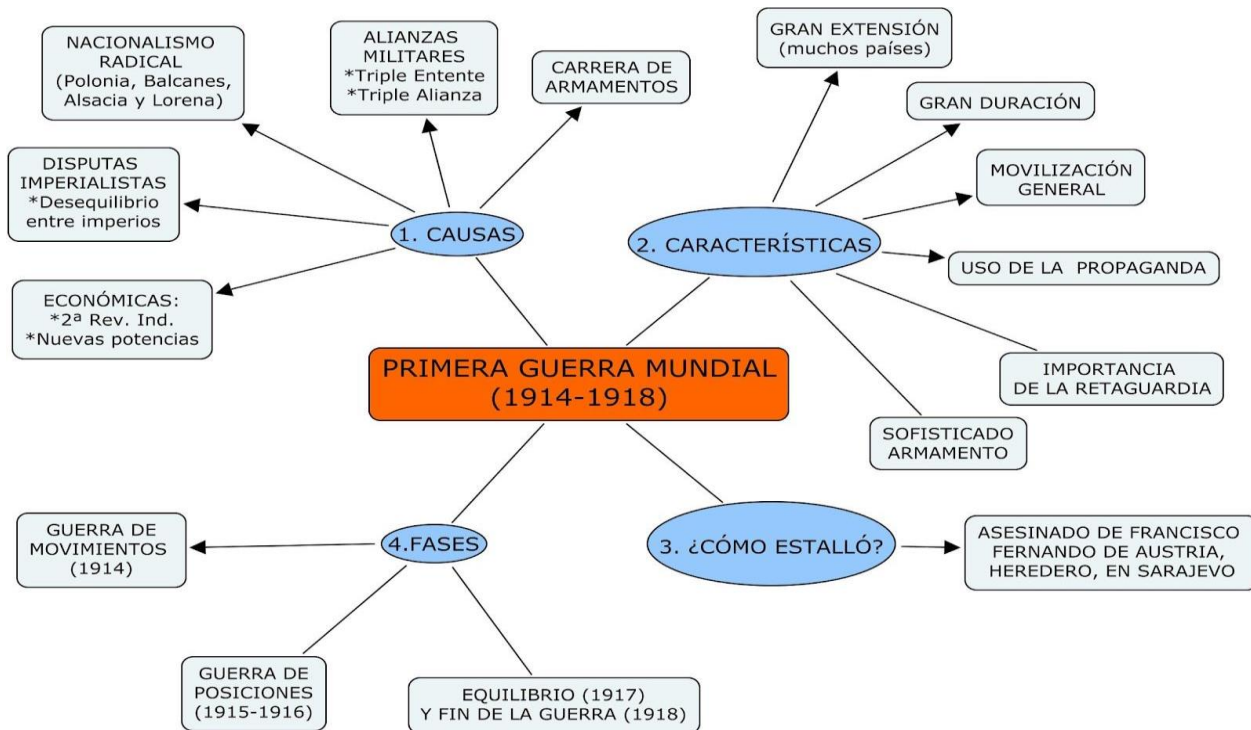 PRIMERA GUERRA MUNDIAL
(1914-1918)
1. CAUSAS
NACIONALISMO
RADICAL
(Polonia, Balcanes,
Alsacia y Lorena)
ALIANZAS
MILITARES
*Triple Entente
*Triple Alianza
CARRERA DE
ARMAMENTOS
DISPUTAS
IMPERIALISTAS
*Desequilibrio
entre imperios
ECONÓMICAS:
*2ª Rev. Ind.
*Nuevas potencias
2. CARACTERÍSTICAS
GRAN EXTENSIÓN
(muchos países)
GRAN DURACIÓN
MOVILIZACIÓN
GENERAL
USO DE LA PROPAGANDA
IMPORTANCIA
DE LA RETAGUARDIA
SOFISTICADO
ARMAMENTO
3. ¿CÓMO ESTALLÓ?
ASESINADO DE FRANCISCO
FERNANDO DE AUSTRIA,
HEREDERO, EN SARAJEVO
4.FASES
GUERRA DE
MOVIMIENTOS
(1914)
GUERRA DE
POSICIONES
(1915-1916)
EQUILIBRIO (1917)
Y FIN DE LA GUERRA (1918)